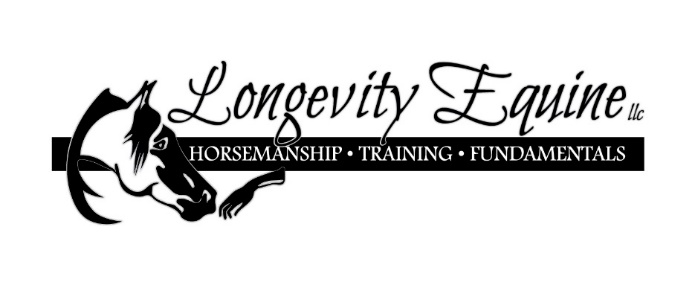 Longevity Equine llc
HORSEMANSHIP • TRAINING • FUNDAMENTALS